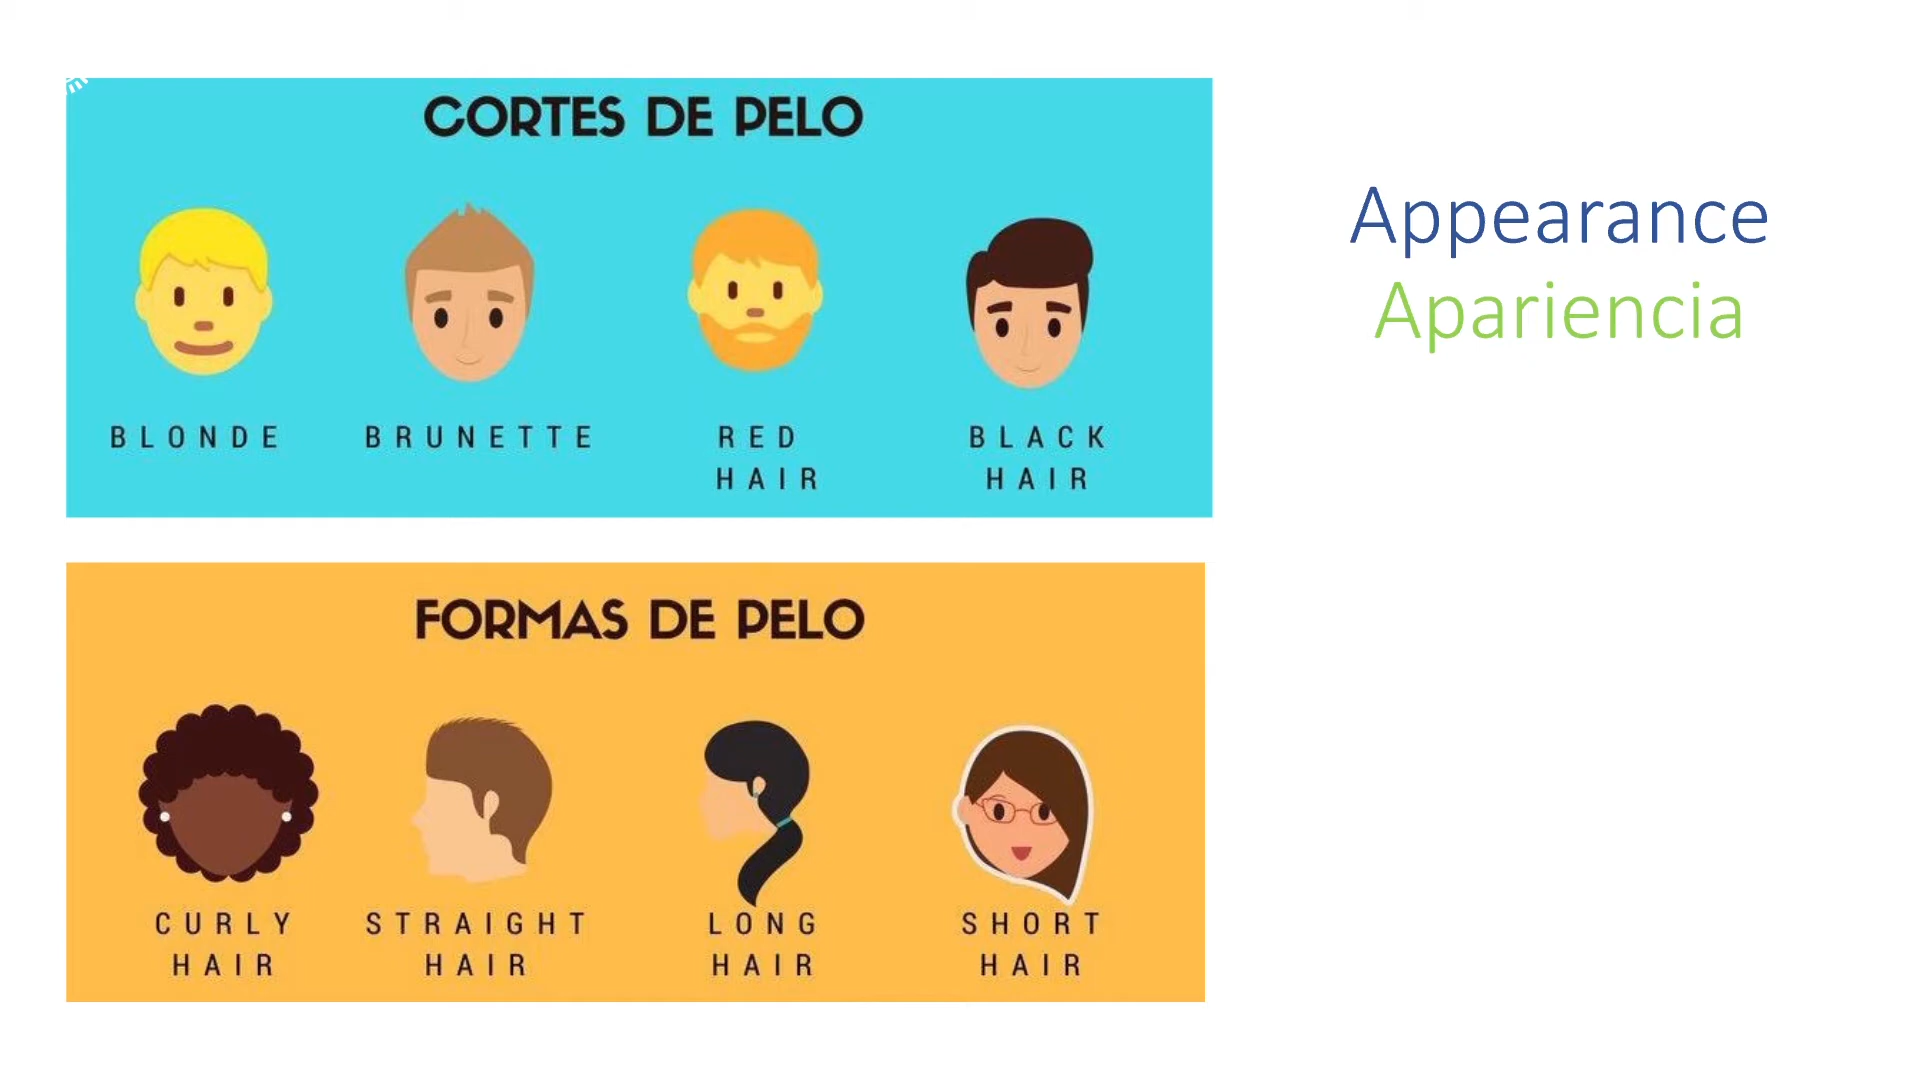 CORTES DE PELO
BLONDE
BRUNETTE
RED
HAIR
BLACK
HAIR
Appearance
Apariencia
FORMAS DE PELO
CURLY
HAIR
STRAIGHT
HAIR
LONG
HAIR
SHORT
HAIR